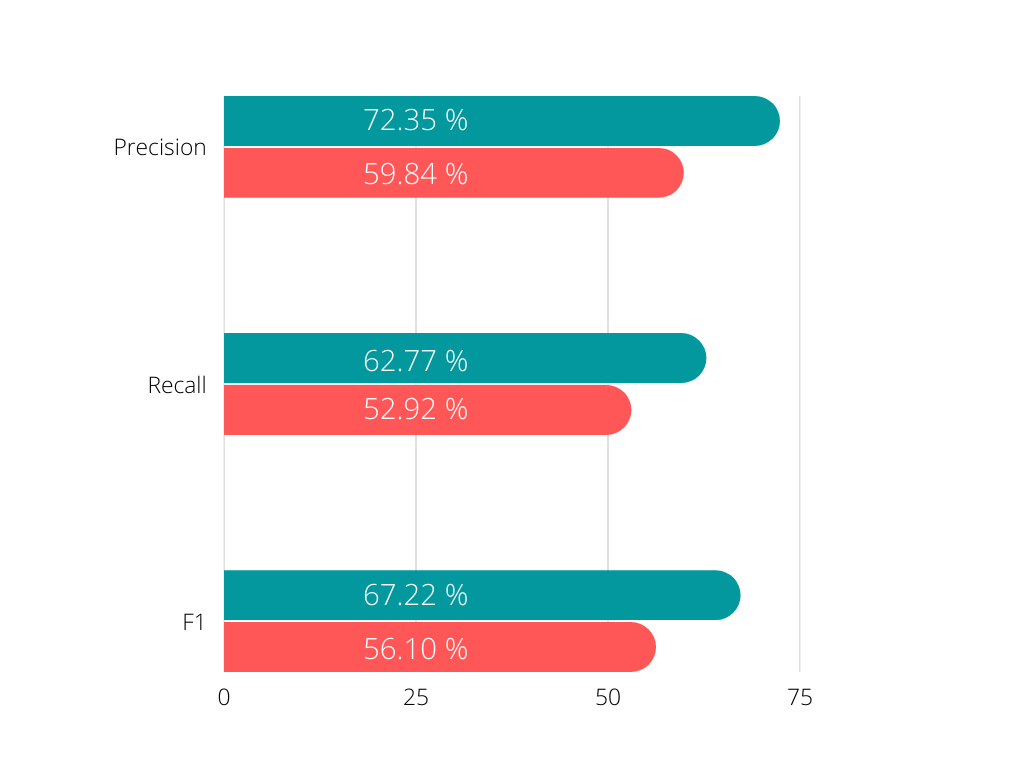 72.35 %
Precision
59.84 %
62.77 %
Recall
52.92 %
67.22 %
F1
56.10 %
0 25 50 75